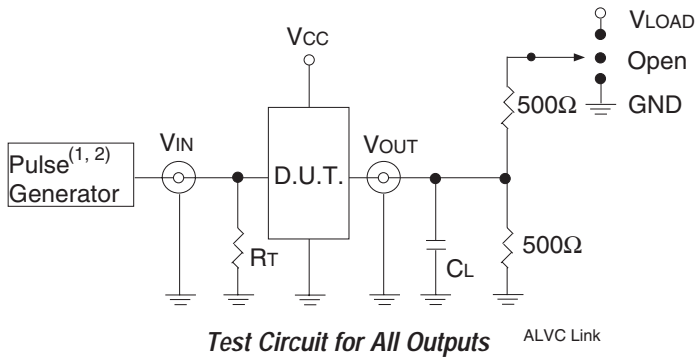 VLOAD
VCC
Open
500Ω
GND
VIN
VOUT
Pulse(1, 2)
Generator
D.U.T.
RT
CL
500Ω
Test Circuit for All Outputs
ALVC Link